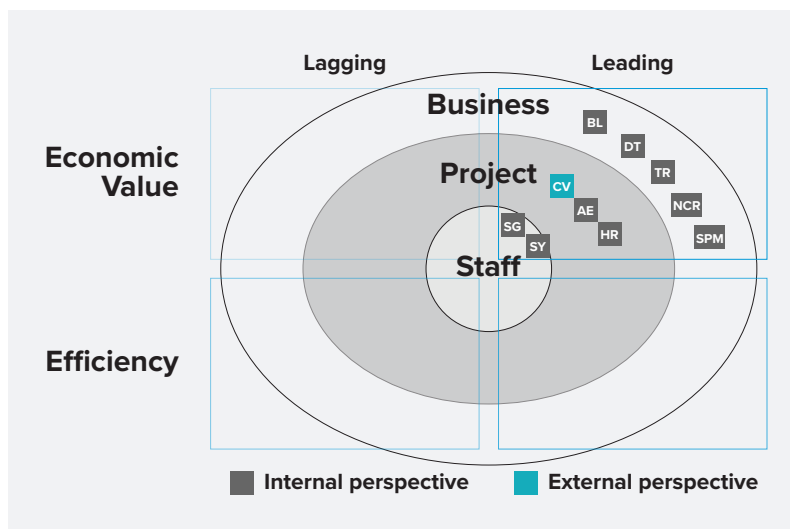 Lagging
Leading
Business
BL
DT
Economic
Value
Project
TR
CV
NCR
AE
SG
HR
SPM
SY
Staff
Efficiency
Internal perspective
External perspective